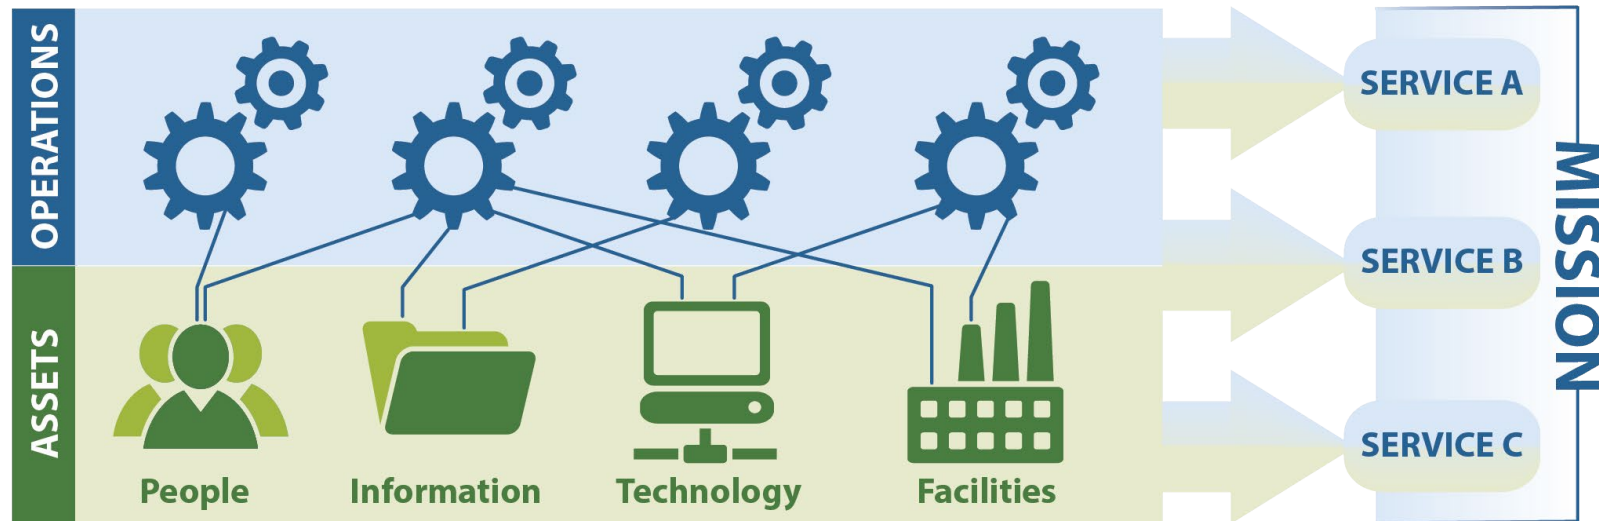 OPERATIONS
ASSETS
People
Information
Technology
Facilities
SERVICE A
SERVICE B
SERVICE C
MISSION